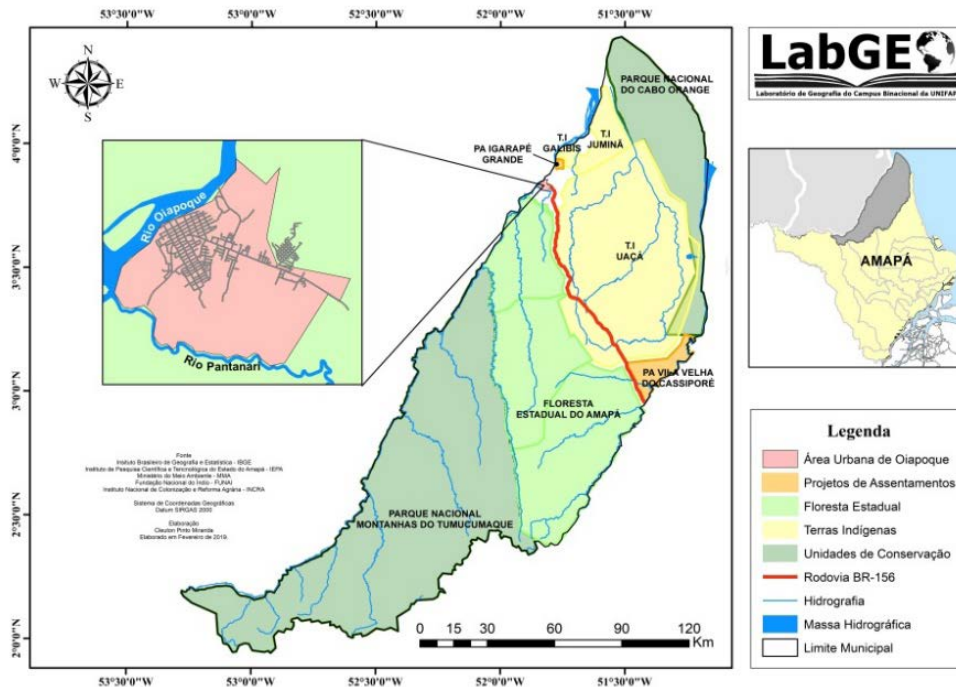 53°30'0"W 53°0'0"W 52°30'0"W 52°0'0"W 51°30'0"W
N
W E
S
4°0'0"N
3°30'0"N
3°0'0"N
2°30'0"N
2°0'0"N
PARQUE NACIONAL
DO CABO ORANGE
T.I
GALIBIS
T.I
JUMINÃ
PA IGARAPÉ
GRANDE
T.I
UAÇÁ
PA VILA VELHA
DO CASSIPORÉ
FLORESTA
ESTADUAL DO AMAPÁ
PARQUE NACIONAL
MONTANHAS DO TUMUCUMAQUE
Rio Oiapoque
Rio Pantanari
Fonte
Instituto Brasileiro de Geografia e Estatística - IBGE
Instituto de Pesquisa Científica e Tecnológica do Estado do Amapá - IEPA
Ministério do Meio Ambiente - MMA
Fundação Nacional do Índio - FUNAI
Instituto Nacional de Colonização e Reforma Agrária - INCRA
Sistema de Coordenadas Geográficas
Datum SIRGAS 2000
Elaboração
Cleuton Pinto Miranda
Elaborado em Fevereiro de 2019.
0 15 30 60 90 120
Km
53°30'0"W 53°0'0"W 52°30'0"W 52°0'0"W 51°30'0"W
LabGE
Laboratório de Geografia do Campus Binacional da UNIFAP
AMAPÁ
Legenda
Área Urbana de Oiapoque
Projetos de Assentamentos
Floresta Estadual
Terras Indígenas
Unidades de Conservação
Rodovia BR-156
Hidrografia
Massa Hidrográfica
Limite Municipal